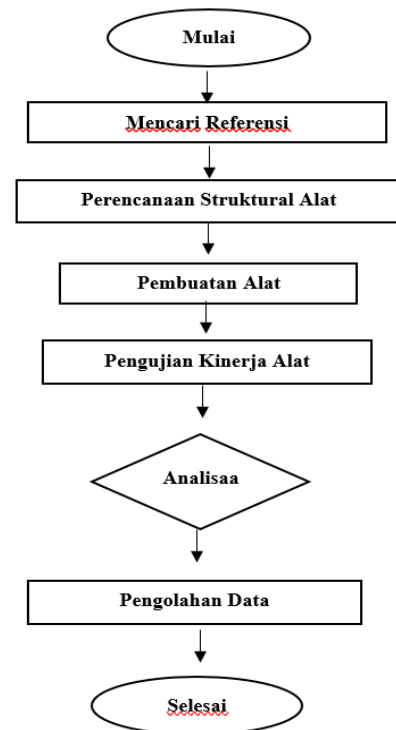 Mulai
Mencari Referensi
Perencanaan Struktural Alat
Pembuatan Alat
Pengujian Kinerja Alat
Analisaa
Pengolahan Data
Selesai